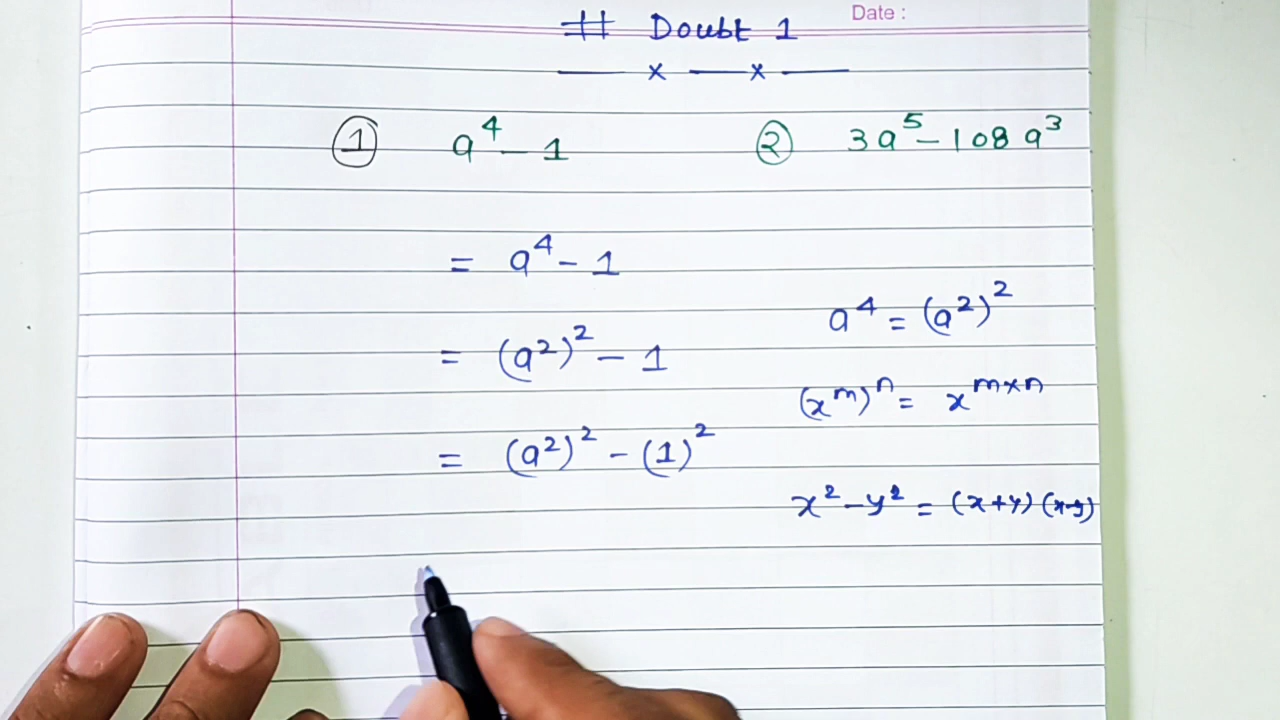 Date :
# Doubt 1
— x — x —
① a⁴ - 1 ② 3a⁵ - 108a³
= a⁴ - 1
a⁴ = (a²)²
= (a²)² - 1
(xᵐ)ⁿ = x^{m×n}
= (a²)² - (1)²
x² - y² = (x+y) (x-y)